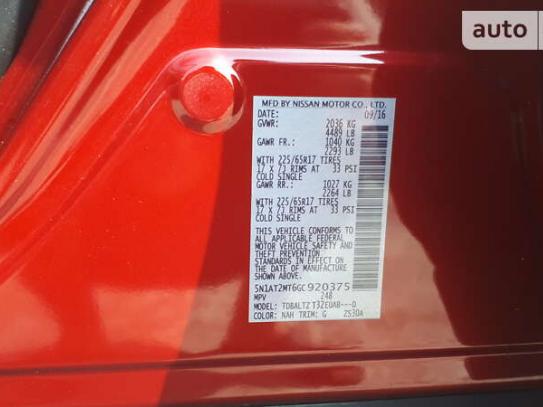 auto
MFD BY NISSAN MOTOR CO., LTD.
DATE: 09/16
GVWR: 2036 KG
4489 LB
GAWR FR.: 1040 KG
2293 LB
WITH 225/65R17 TIRES
17 X 7J RIMS AT 33 PSI
COLD SINGLE
GAWR RR.: 1027 KG
2264 LB
WITH 225/65R17 TIRES
17 X 7J RIMS AT 33 PSI
COLD SINGLE
THIS VEHICLE CONFORMS TO
ALL APPLICABLE FEDERAL
MOTOR VEHICLE SAFETY AND
THEFT PREVENTION
STANDARDS IN EFFECT ON
THE DATE OF MANUFACTURE
SHOWN ABOVE.
5N1AT2MT6GC920375
MPV 248
MODEL: TDBALTZ T32EUAB---D
COLOR: NAH TRIM: G ZS30A